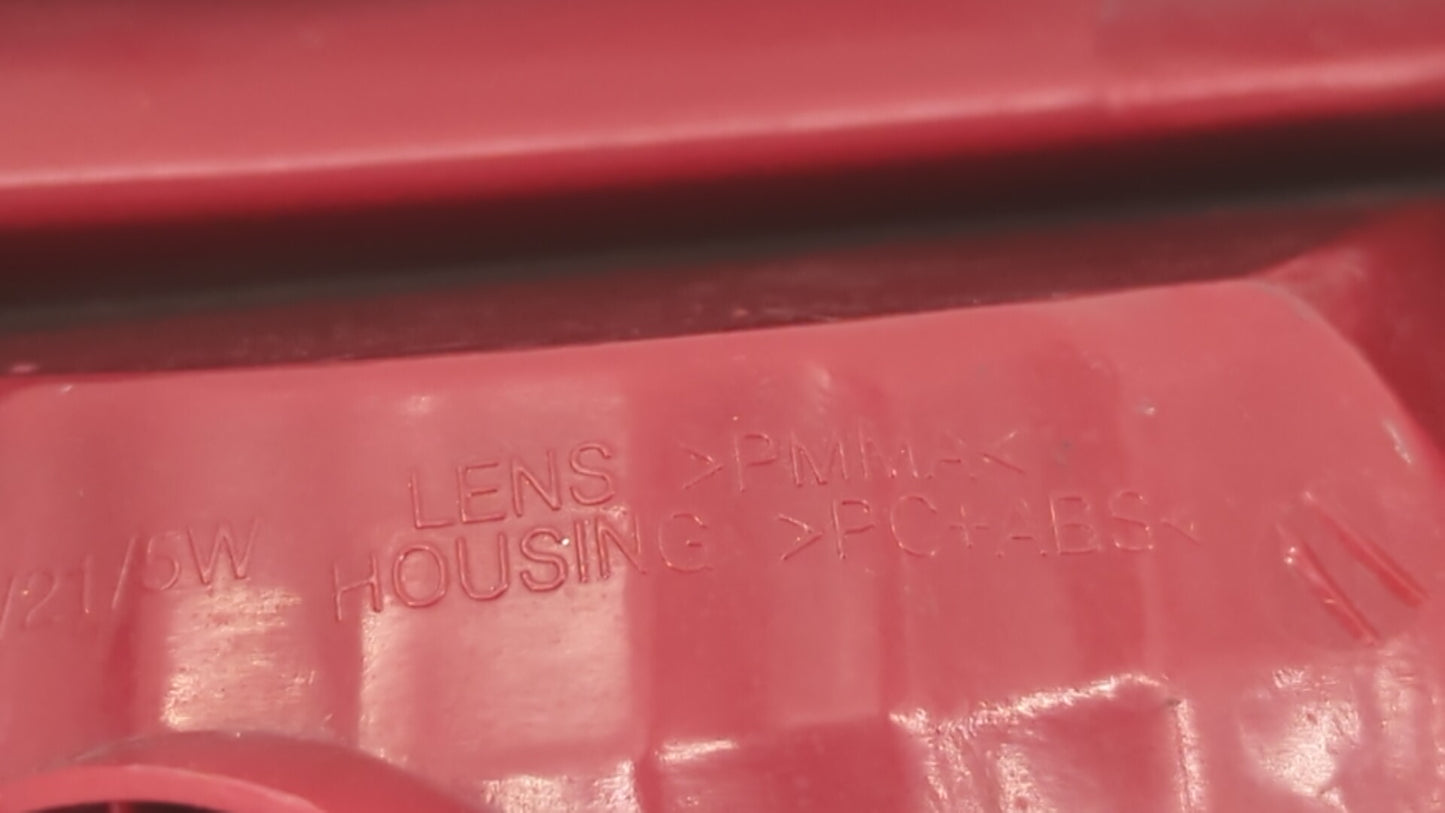 /21/5W
LENS >PMMA<
HOUSING >PC+ABS<